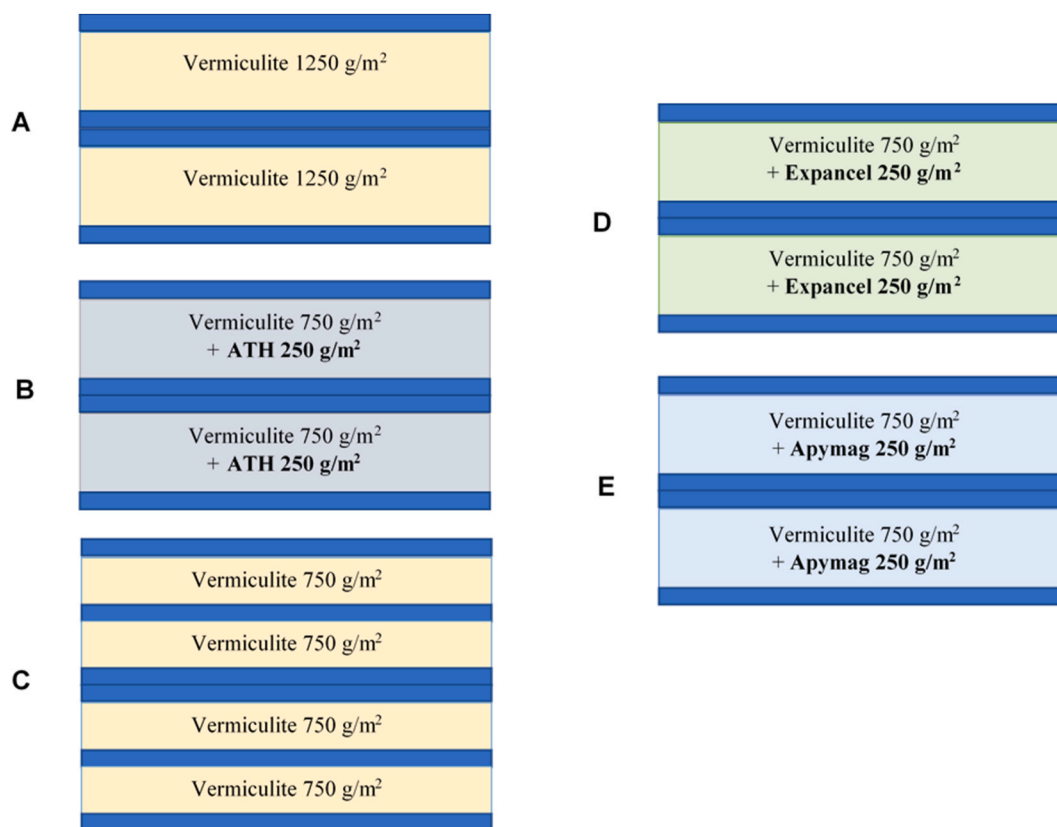 A
Vermiculite 1250 g/m²
Vermiculite 1250 g/m²
B
Vermiculite 750 g/m²
+ ATH 250 g/m²
Vermiculite 750 g/m²
+ ATH 250 g/m²
C
Vermiculite 750 g/m²
Vermiculite 750 g/m²
Vermiculite 750 g/m²
Vermiculite 750 g/m²
D
Vermiculite 750 g/m²
+ Expancel 250 g/m²
Vermiculite 750 g/m²
+ Expancel 250 g/m²
E
Vermiculite 750 g/m²
+ Apymag 250 g/m²
Vermiculite 750 g/m²
+ Apymag 250 g/m²